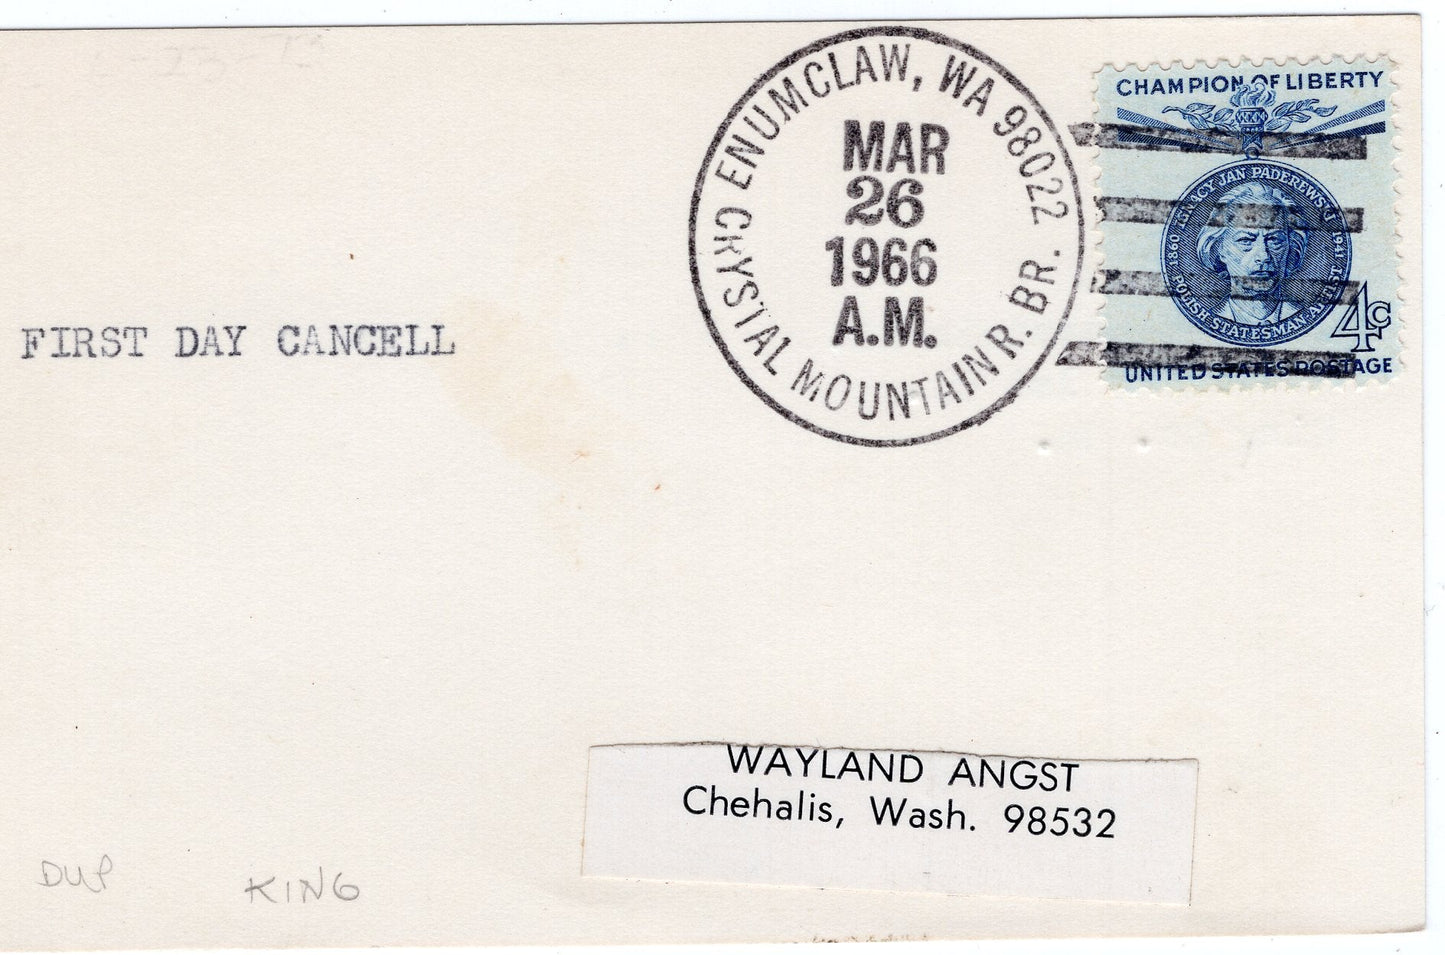 ENUMCLAW, WA 98022
MAR
26
1966
A.M.
CRYSTAL MOUNTAIN R. BR.
CHAMPION OF LIBERTY
IGNACY JAN PADEREWSKI
1860 1941
POLISH STATESMAN-ARTIST
4c
UNITED STATES POSTAGE
FIRST DAY CANCELL
WAYLAND ANGST
Chehalis, Wash. 98532
DUP KING